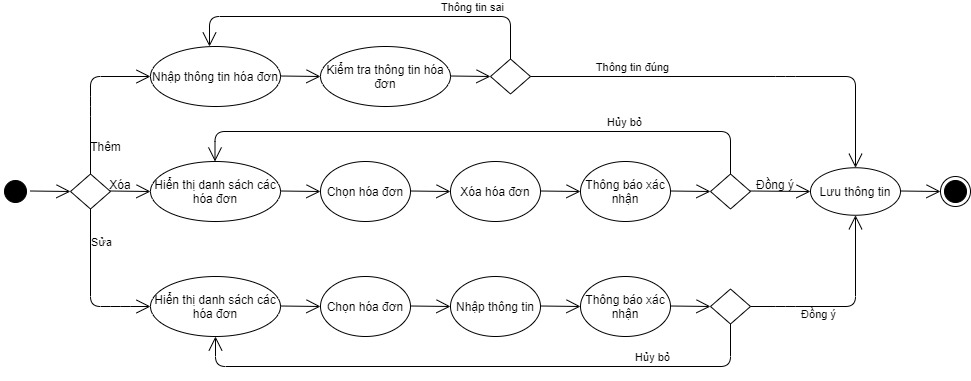 Thông tin sai
Nhập thông tin hóa đơn
Kiểm tra thông tin hóa
đơn
Thông tin đúng
Thêm
Hủy bỏ
Xóa
Hiển thị danh sách các
hóa đơn
Chọn hóa đơn
Xóa hóa đơn
Thông báo xác
nhận
Đồng ý
Lưu thông tin
Sửa
Hiển thị danh sách các
hóa đơn
Chọn hóa đơn
Nhập thông tin
Thông báo xác
nhận
Đồng ý
Hủy bỏ